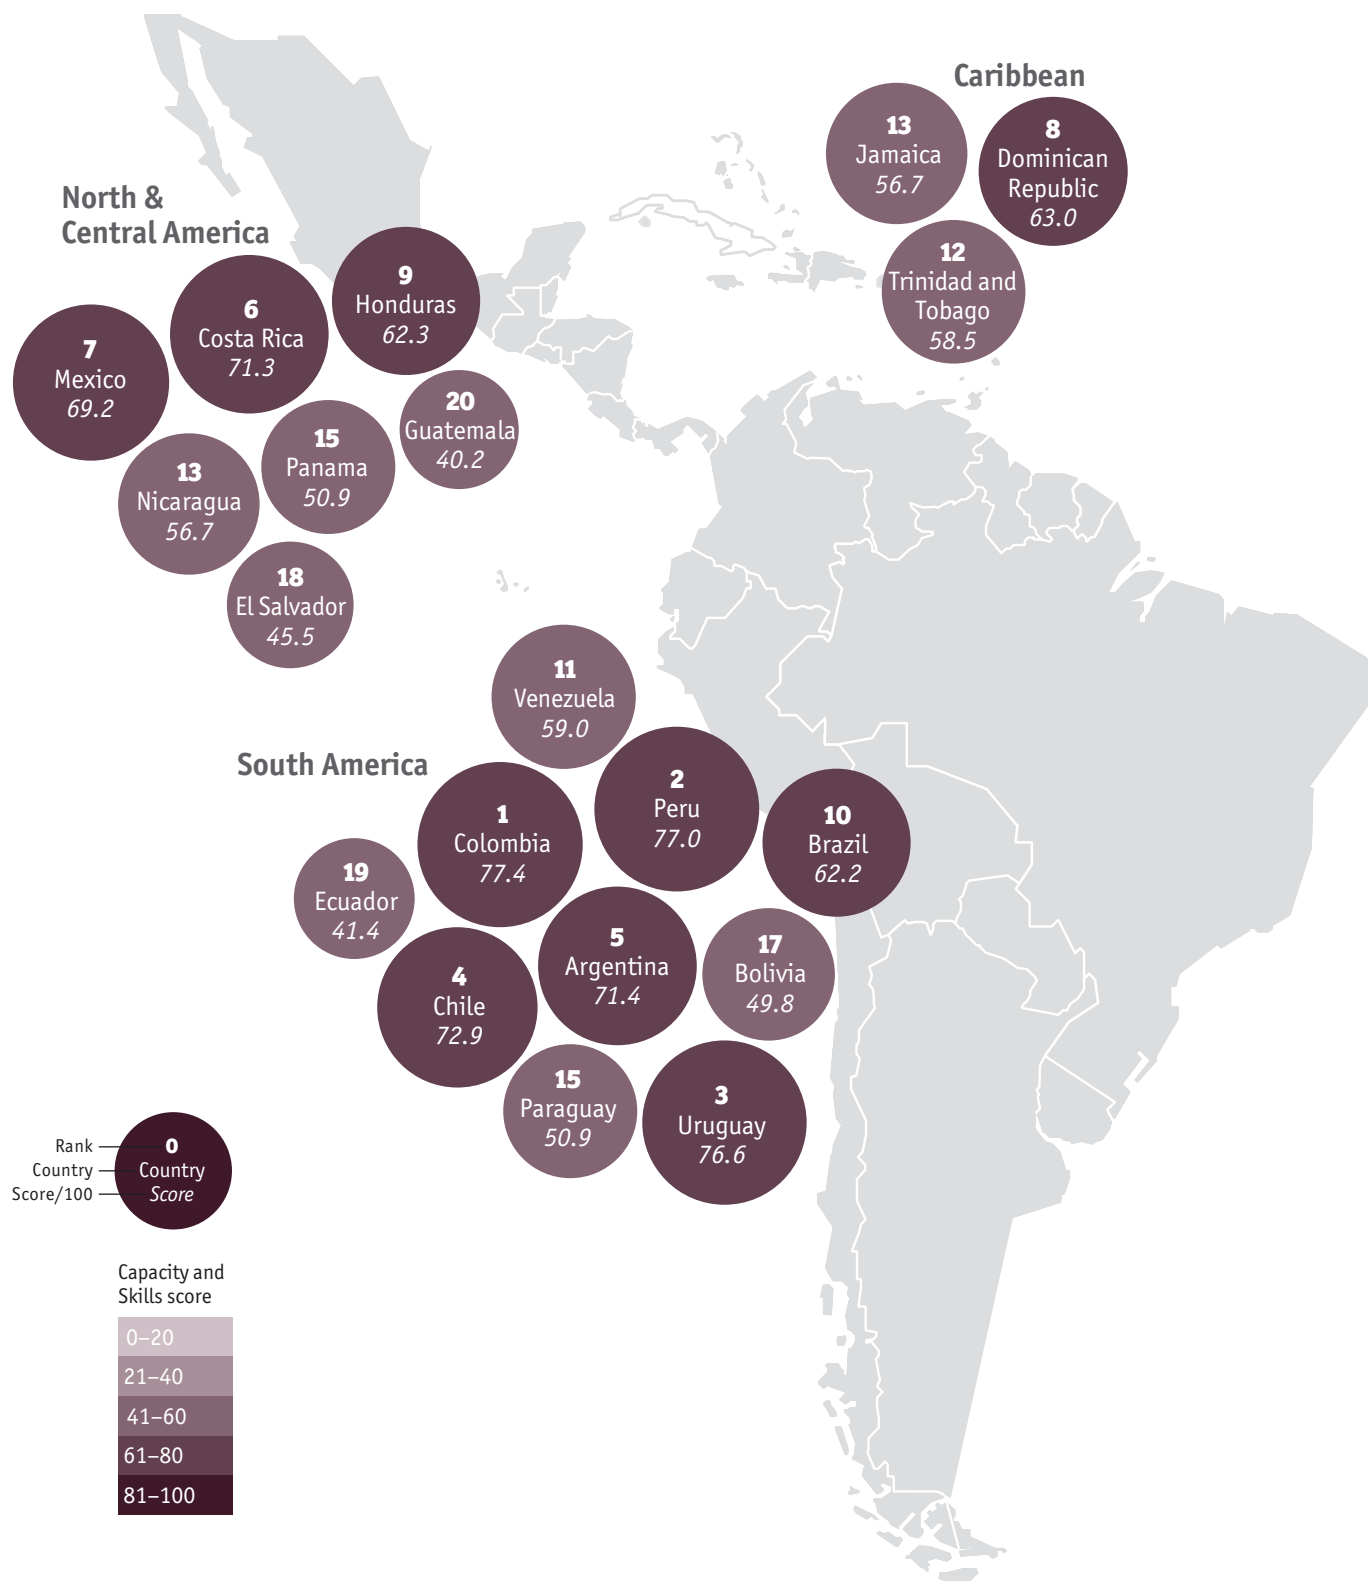 Caribbean
13
Jamaica
56.7
8
Dominican
Republic
63.0
12
Trinidad and
Tobago
58.5
North &
Central America
9
Honduras
62.3
6
Costa Rica
71.3
7
Mexico
69.2
20
Guatemala
40.2
15
Panama
50.9
13
Nicaragua
56.7
18
El Salvador
45.5
South America
11
Venezuela
59.0
2
Peru
77.0
1
Colombia
77.4
10
Brazil
62.2
19
Ecuador
41.4
5
Argentina
71.4
17
Bolivia
49.8
4
Chile
72.9
15
Paraguay
50.9
3
Uruguay
76.6
Rank
Country
Score/100
0
Country
Score
Capacity and
Skills score
0–20
21–40
41–60
61–80
81–100